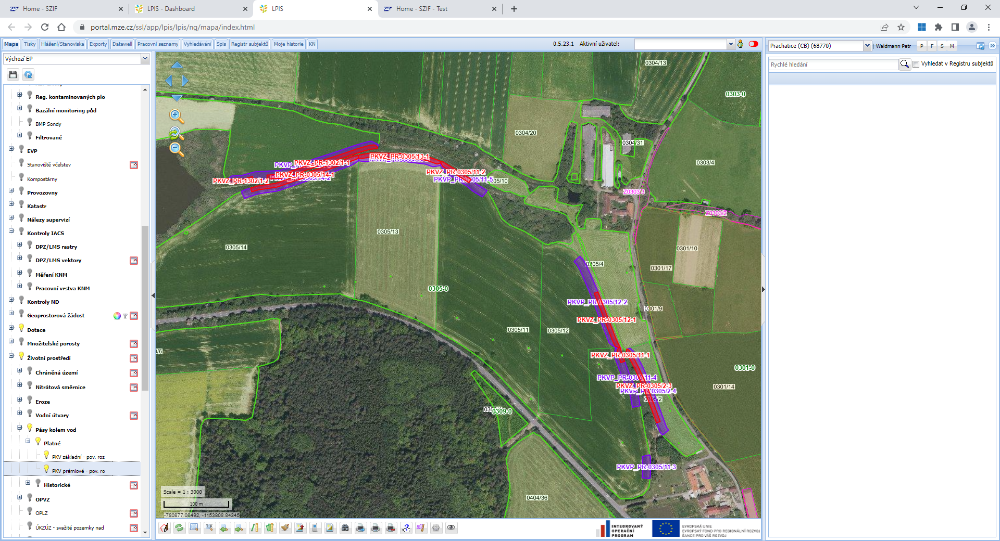 Home - SZIF
LPIS - Dashboard
LPIS
Home - SZIF - Test
portal.mze.cz/ssl/app/lpis/lpis/ng/mapa/index.html
Mapa
Tisky
Hlášení/Stanoviska
Exporty
Datawell
Pracovní seznamy
Vyhledávání
Spis
Registr subjektů
Moje historie
KN
0.5.23.1
Aktivní uživatel:
Prachatice (CB) (68770)
Waldmann Petr
P F S M
Výchozí EP
Rychlé hledání
Vyhledat v Registru subjektů
Reg. kontaminovaných plo
Bazální monitoring půd
BMP Sondy
Filtrované
EVP
Stanoviště včelstev
Kompostárny
Provozovny
Katastr
Nálezy supervizí
Kontroly IACS
DPZ/LMS rastry
DPZ/LMS vektory
Měření KNM
Pracovní vrstva KNM
Kontroly ND
Geoprostorová žádost
Dotace
Množitelské porosty
Životní prostředí
Chráněná území
Nitrátová směrnice
Eroze
Vodní útvary
Pásy kolem vod
Platné
PKV základní - pov. roz
PKV prémiové - pov. ro
Historické
OPVZ
OPLZ
ÚKZÚZ - svažité pozemky nad
0304/13
0303-0
0304/20
0304/31
0303/4
PKVZ_PR-0305/13-1
PKVZ_PR-1302/1-1
PKVZ_PR-0305/11-2
PKVZ_PR-0305/14-1
PKVP_PR-0305/11-5
PKVZ_PR-1302/1-2
Z0303/3
Z0303/2
0305/13
0305/14
0301/10
0305/4
0301/17
0305-0
PKVP_PR-0305/12-2
0301/9
PKVZ_PR-0305/12-1
0305/11
0305/12
PKVZ_PR-0305/11-1
0301-0
PKVP_PR-0305/11-4
PKVZ_PR-0305/2-3
PKVP_PR-0305/2-4
0301/14
0305/2
0309-0
PKVP_PR-0305/11-3
0404/36
Scale = 1 : 3000
100 m
-780877.08492, -1153808.84345
INTEGROVANÝ
OPERAČNÍ
PROGRAM
EVROPSKÁ UNIE
EVROPSKÝ FOND PRO REGIONÁLNÍ ROZVOJ
ŠANCE PRO VÁŠ ROZVOJ